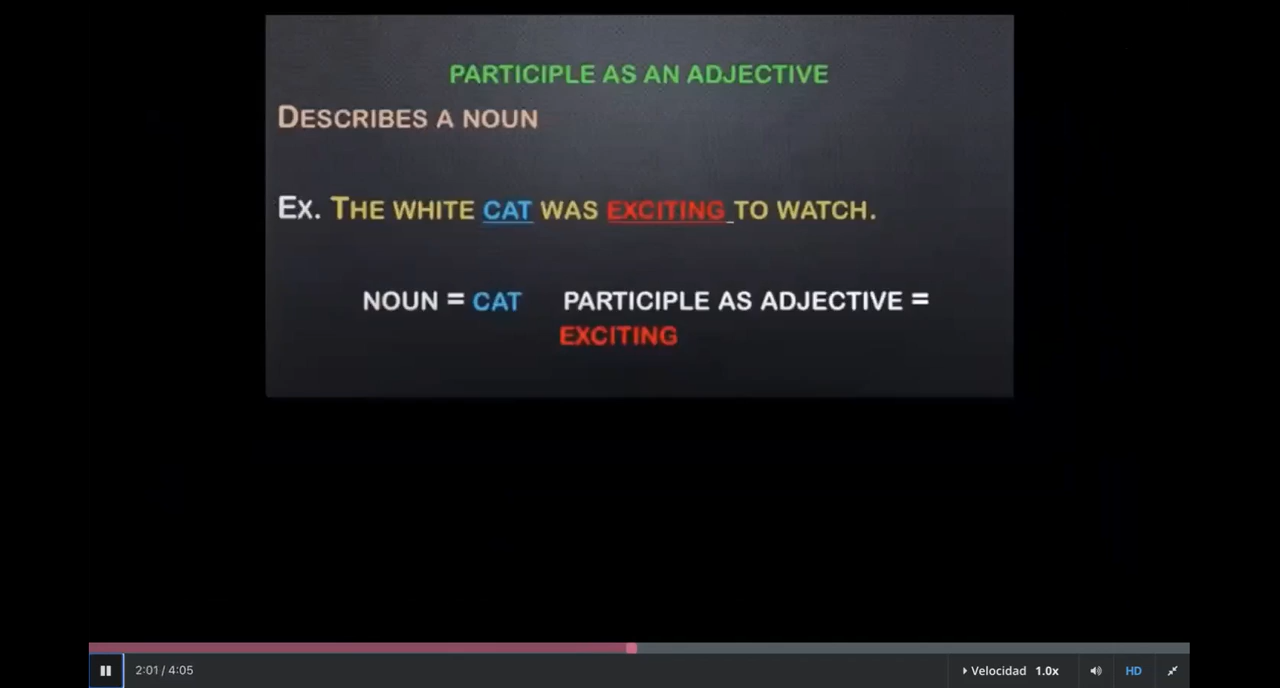 PARTICIPLE AS AN ADJECTIVE
DESCRIBES A NOUN
EX. THE WHITE CAT WAS EXCITING TO WATCH.
NOUN = CAT PARTICIPLE AS ADJECTIVE =
EXCITING
2:01 / 4:05 Velocidad 1.0x HD